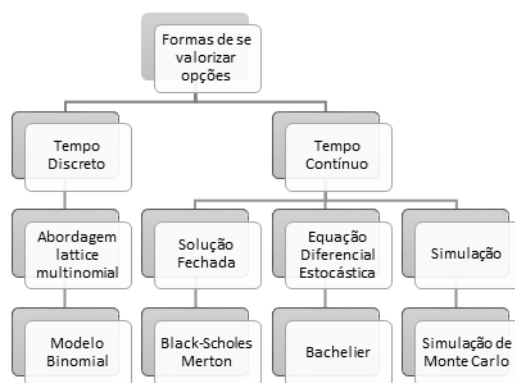 Formas de se
valorizar
opções
Tempo
Discreto
Tempo
Contínuo
Abordagem
lattice
multinomial
Solução
Fechada
Equação
Diferencial
Estocástica
Simulação
Modelo
Binomial
Black-Scholes
Merton
Bachelier
Simulação de
Monte Carlo